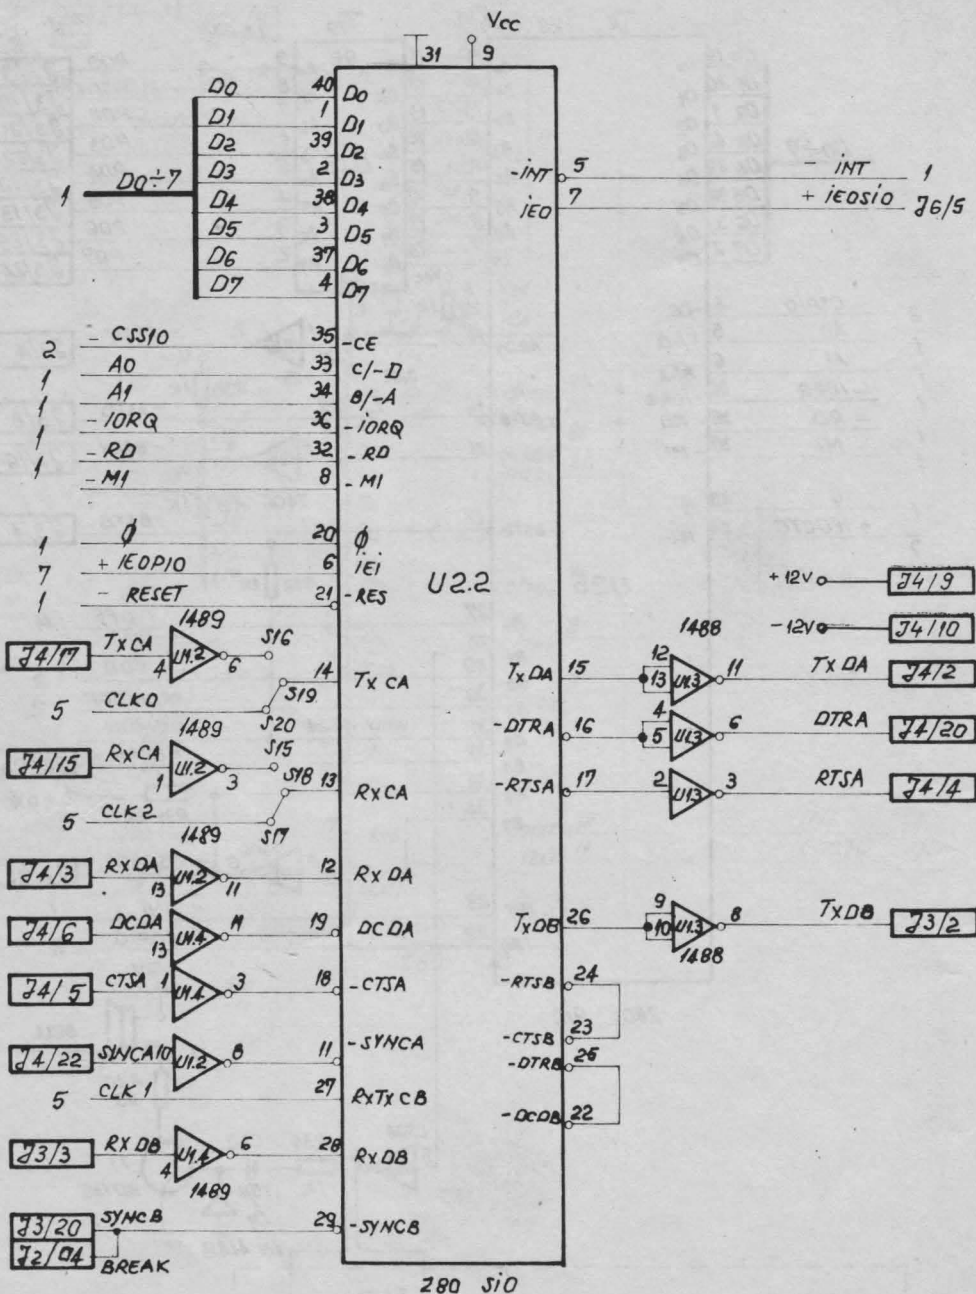 Vcc
31 9
D0 40 D0
D1 1 D1
D2 39 D2
D3 2 D3
1 D0÷7
D4 38 D4
D5 3 D5
D6 37 D6
D7 4 D7
-INT 5 - INT 1
IEO 7 + IEOSIO J6/5
2 - CSSIO 35 -CE
1 A0 33 C/-D
1 A1 34 B/-A
1 -IORQ 36 -IORQ
1 -RD 32 -RD
-M1 8 -M1
1 ϕ 20 ϕ
7 + IEOPIO 6 IEI
1 - RESET 21 -RES
U2.2
+12V J4/9
-12V J4/10
1489
J4/17 TxCA 4 U1.2 6 S16
14 TxCA
S19
5 CLK0 S20
1489
J4/15 RxCA 1 U1.2 3 S15
S18 13 RxCA
5 CLK2 S17
1489
J4/3 RxDA 13 U1.2 11 12 RxDA
J4/6 DCDA 13 U1.4 11 19 DCDA
J4/5 CTSA 1 U1.4 3 18 -CTSA
J4/22 SINCA 10 U1.2 8 11 -SYNCA
5 CLK1 27 RxTxCB
J3/3 RxDB 4 U1.4 6 28 RxDB
1489
J3/20 SYNCB 29 -SYNCB
J2/04 BREAK
1488
TxDA 15 12 13 U1.3 11 TxDA J4/2
-DTRA 16 4 5 U1.3 6 DTRA J4/20
-RTSA 17 2 U1.3 3 RTSA J4/4
TxDB 26 9 10 U1.3 8 TxDB J3/2
1488
-RTSB 24
-CTSB 23
-DTRB 25
-DCDB 22
Z80 SIO